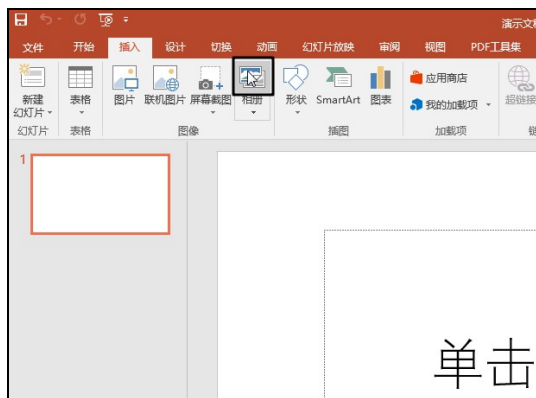 演示文
文件 开始 插入 设计 切换 动画 幻灯片放映 审阅 视图 PDF工具集
新建
幻灯片
表格
图片 联机图片 屏幕截图 相册
形状 SmartArt 图表
应用商店
我的加载项
超链接
幻灯片 表格 图像 插图 加载项
1
单击